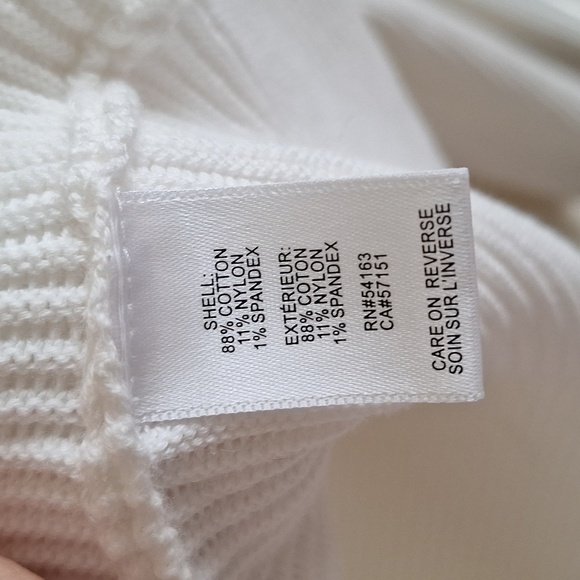 SHELL:
88% COTTON
11% NYLON
1% SPANDEX
EXTÉRIEUR:
88% COTON
11% NYLON
1% SPANDEX
RN#54163
CA#57151
CARE ON REVERSE
SOIN SUR L'INVERSE